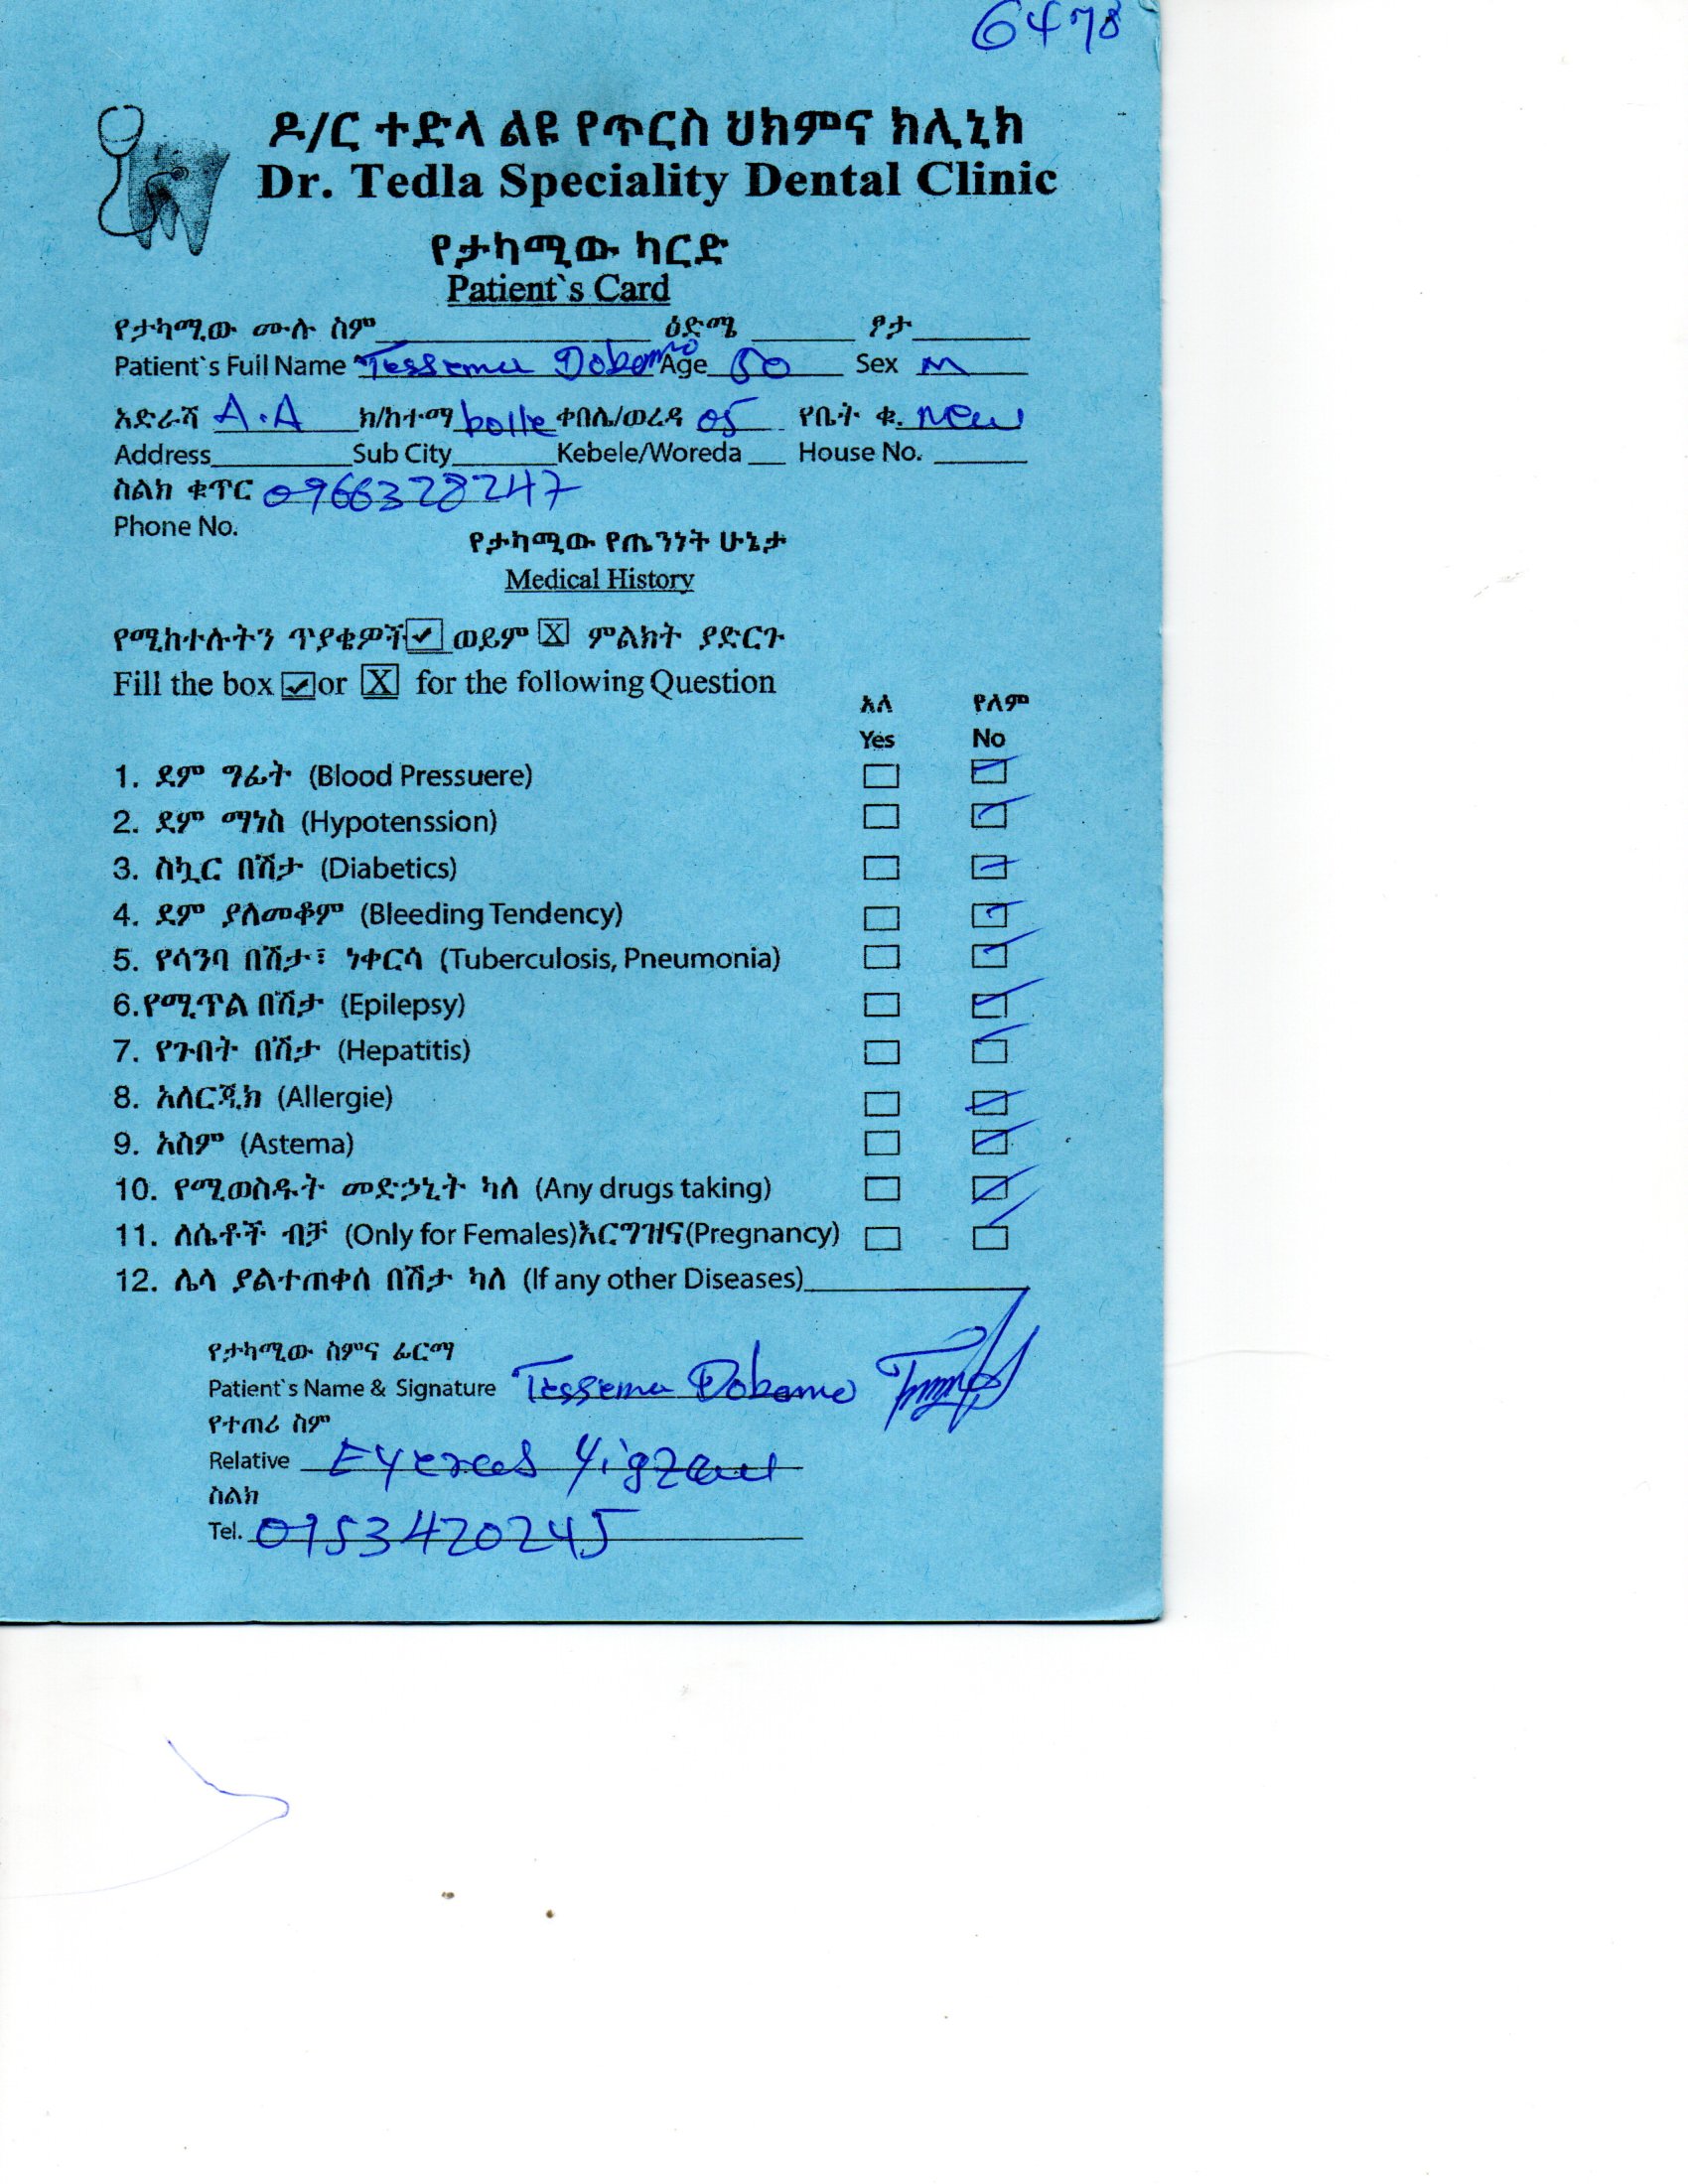 6478
ዶ/ር ተድላ ልዩ የጥርስ ህክምና ክሊኒክ
Dr. Tedla Speciality Dental Clinic
የታካሚው ካርድ
Patient`s Card
የታካሚው ሙሉ ስም ዕድሜ ፆታ
Patient`s Full Name Tessema Dobamo Age 50 Sex M
አድራሻ A.A ክ/ከተማ bolle ቀበሌ/ወረዳ 05 የቤት ቁ. New
Address Sub City Kebele/Woreda House No.
ስልክ ቁጥር 0966328247
Phone No.
የታካሚው የጤንነት ሁኔታ
Medical History
የሚከተሉትን ጥያቄዎች ✓ ወይም X ምልክት ያድርጉ
Fill the box ✓ or X for the following Question
አለ የለም
Yes No
1. ደም ግፊት (Blood Pressuere)
2. ደም ማነስ (Hypotenssion)
3. ስኳር በሽታ (Diabetics)
4. ደም ያለመቆም (Bleeding Tendency)
5. የሳንባ በሽታ፣ ነቀርሳ (Tuberculosis, Pneumonia)
6. የሚጥል በሽታ (Epilepsy)
7. የጉበት በሽታ (Hepatitis)
8. አለርጂክ (Allergie)
9. አስም (Astema)
10. የሚወስዱት መድኃኒት ካለ (Any drugs taking)
11. ለሴቶች ብቻ (Only for Females)እርግዝና(Pregnancy)
12. ሌላ ያልተጠቀሰ በሽታ ካለ (If any other Diseases)
የታካሚው ስምና ፊርማ
Patient`s Name & Signature Tessema Dobamo
የተጠሪ ስም
Relative Eyerus Yigzaw
ስልክ
Tel. 0953420245